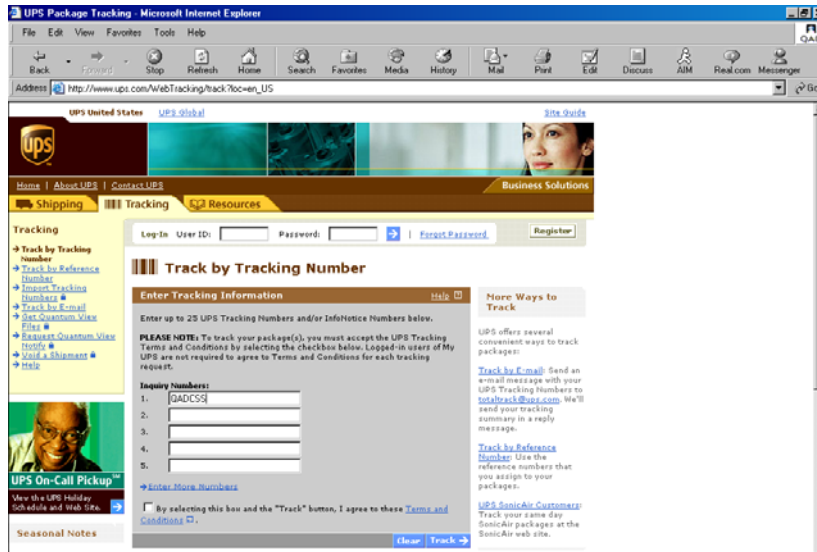 UPS Package Tracking - Microsoft Internet Explorer
File Edit View Favorites Tools Help
Back Forward Stop Refresh Home Search Favorites Media History Mail Print Edit Discuss AIM Real.com Messenger
Address http://www.ups.com/WebTracking/track?loc=en_US
UPS United States UPS Global Site Guide
ups
Home | About UPS | Contact UPS Business Solutions
Shipping Tracking Resources
Log-In User ID: Password: | Forgot Password Register
Tracking
Track by Tracking
Number
Track by Reference
Number
Import Tracking
Numbers
Track by E-mail
Get Quantum View
Files
Request Quantum View
Notify
Void a Shipment
Help
UPS On-Call Pickup™
View the UPS Holiday
Schedule and Web Site.
Seasonal Notes
Track by Tracking Number
Enter Tracking Information Help
Enter up to 25 UPS Tracking Numbers and/or InfoNotice Numbers below.
PLEASE NOTE: To track your package(s), you must accept the UPS Tracking
Terms and Conditions by selecting the checkbox below. Logged-in users of My
UPS are not required to agree to Terms and Conditions for each tracking
request.
Inquiry Numbers:
1. QADCSS
2.
3.
4.
5.
Enter More Numbers
By selecting this box and the "Track" button, I agree to these Terms and
Conditions.
Clear Track
More Ways to
Track
UPS offers several
convenient ways to track
packages:
Track by E-mail: Send an
e-mail message with your
UPS Tracking Numbers to
totaltrack@ups.com. We'll
send your tracking
summary in a reply
message.
Track by Reference
Number: Use the
reference numbers that
you assign to your
packages.
UPS SonicAir Customers:
Track your same day
SonicAir packages at the
SonicAir web site.